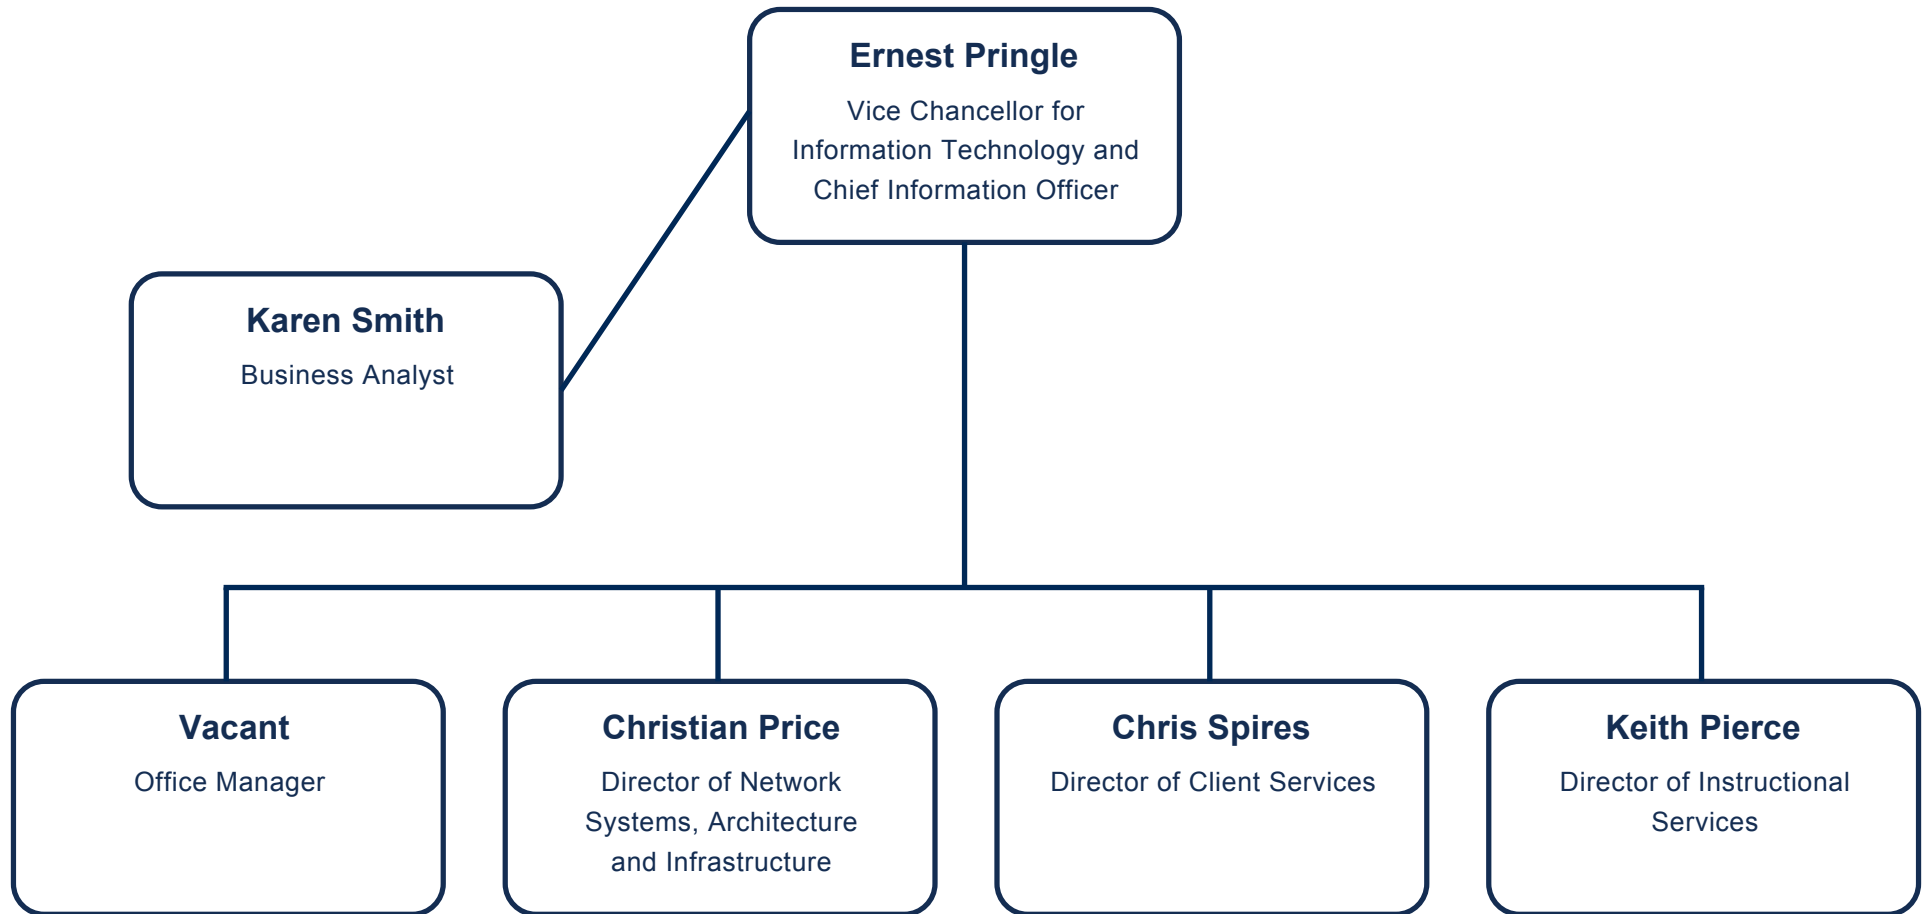 Ernest Pringle
Vice Chancellor for
Information Technology and
Chief Information Officer
Karen Smith
Business Analyst
Vacant
Office Manager
Christian Price
Director of Network
Systems, Architecture
and Infrastructure
Chris Spires
Director of Client Services
Keith Pierce
Director of Instructional
Services